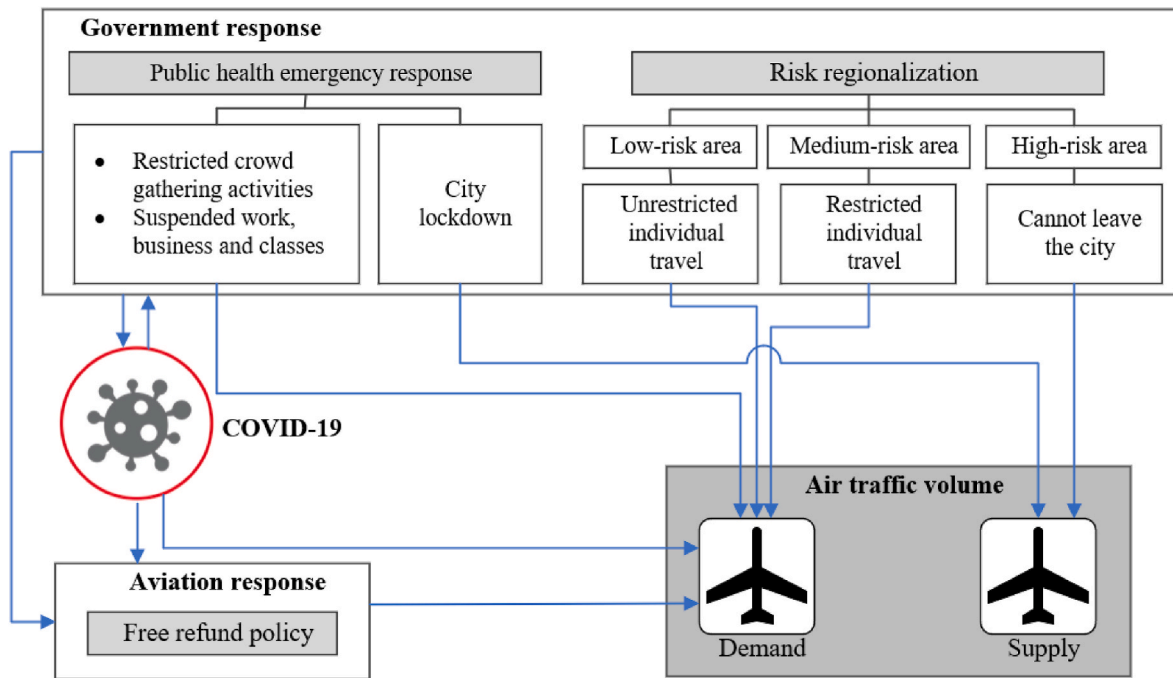 Government response
Public health emergency response
Risk regionalization
● Restricted crowd
gathering activities
● Suspended work,
business and classes
City
lockdown
Low-risk area
Medium-risk area
High-risk area
Unrestricted
individual
travel
Restricted
individual
travel
Cannot leave
the city
COVID-19
Air traffic volume
Demand
Supply
Aviation response
Free refund policy